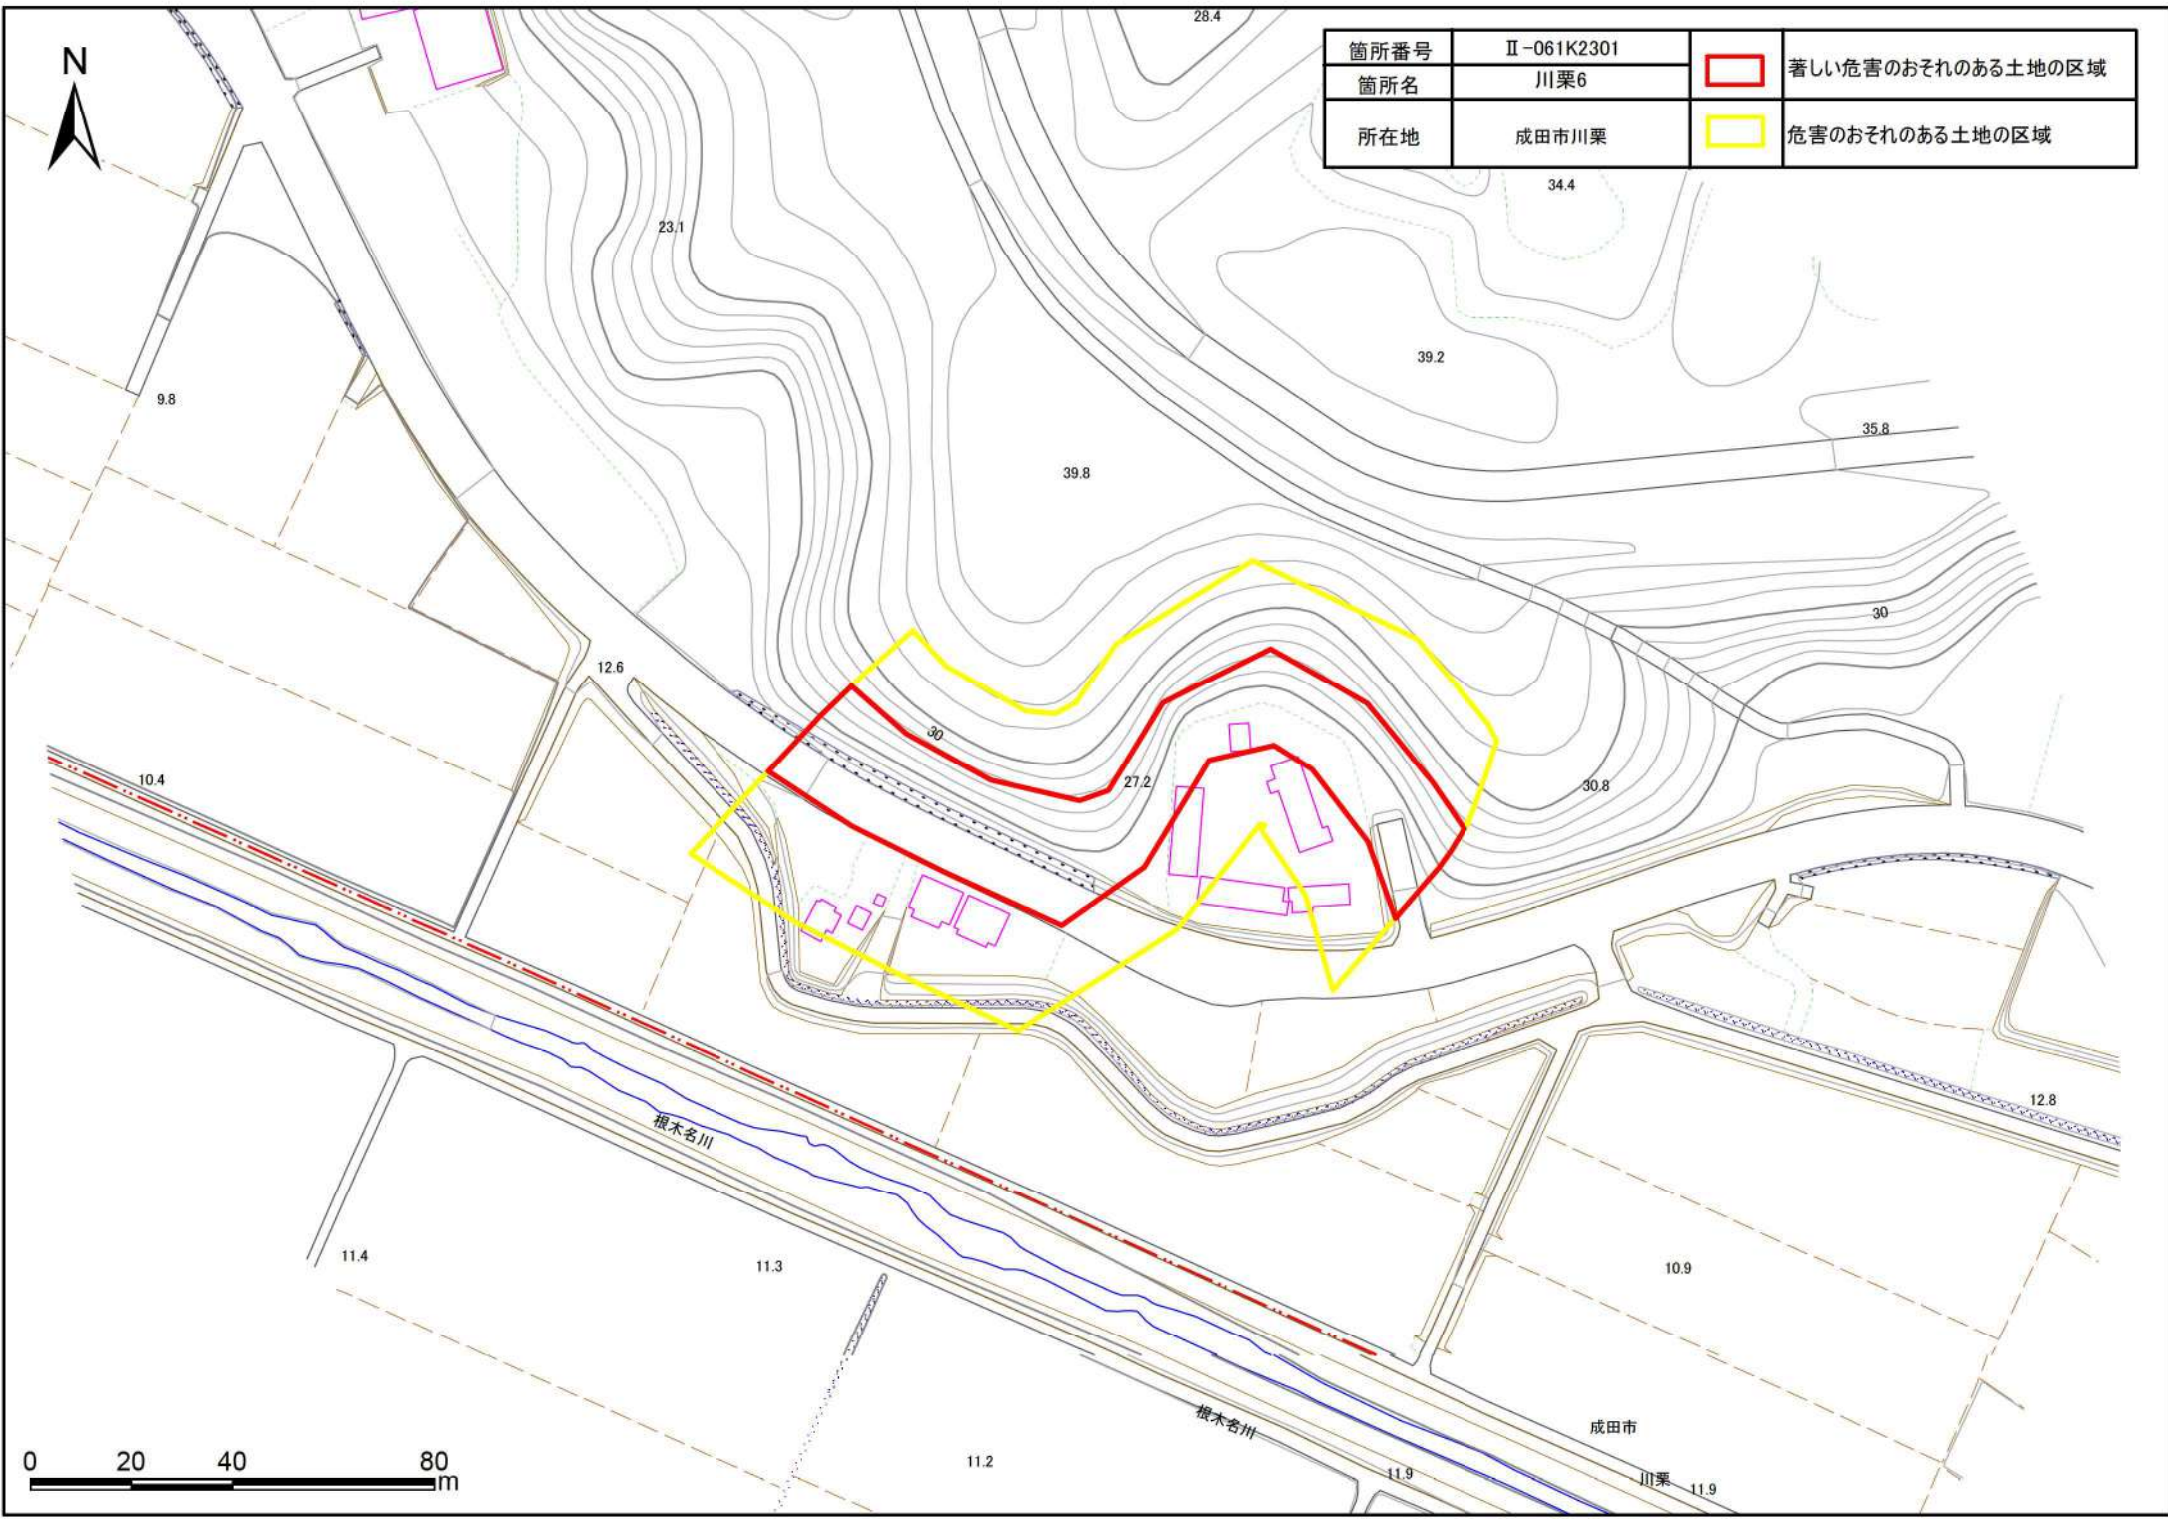 28.4
N
箇所番号 Ⅱ-061K2301
箇所名 川栗6
所在地 成田市川栗
著しい危害のおそれのある土地の区域
危害のおそれのある土地の区域
34.4
23.1
39.2
9.8
35.8
39.8
30
12.6
30
10.4
27.2
30.8
12.8
根木名川
11.4
11.3
10.9
根木名川
成田市
11.2
11.9
川栗
11.9
0 20 40 80
m